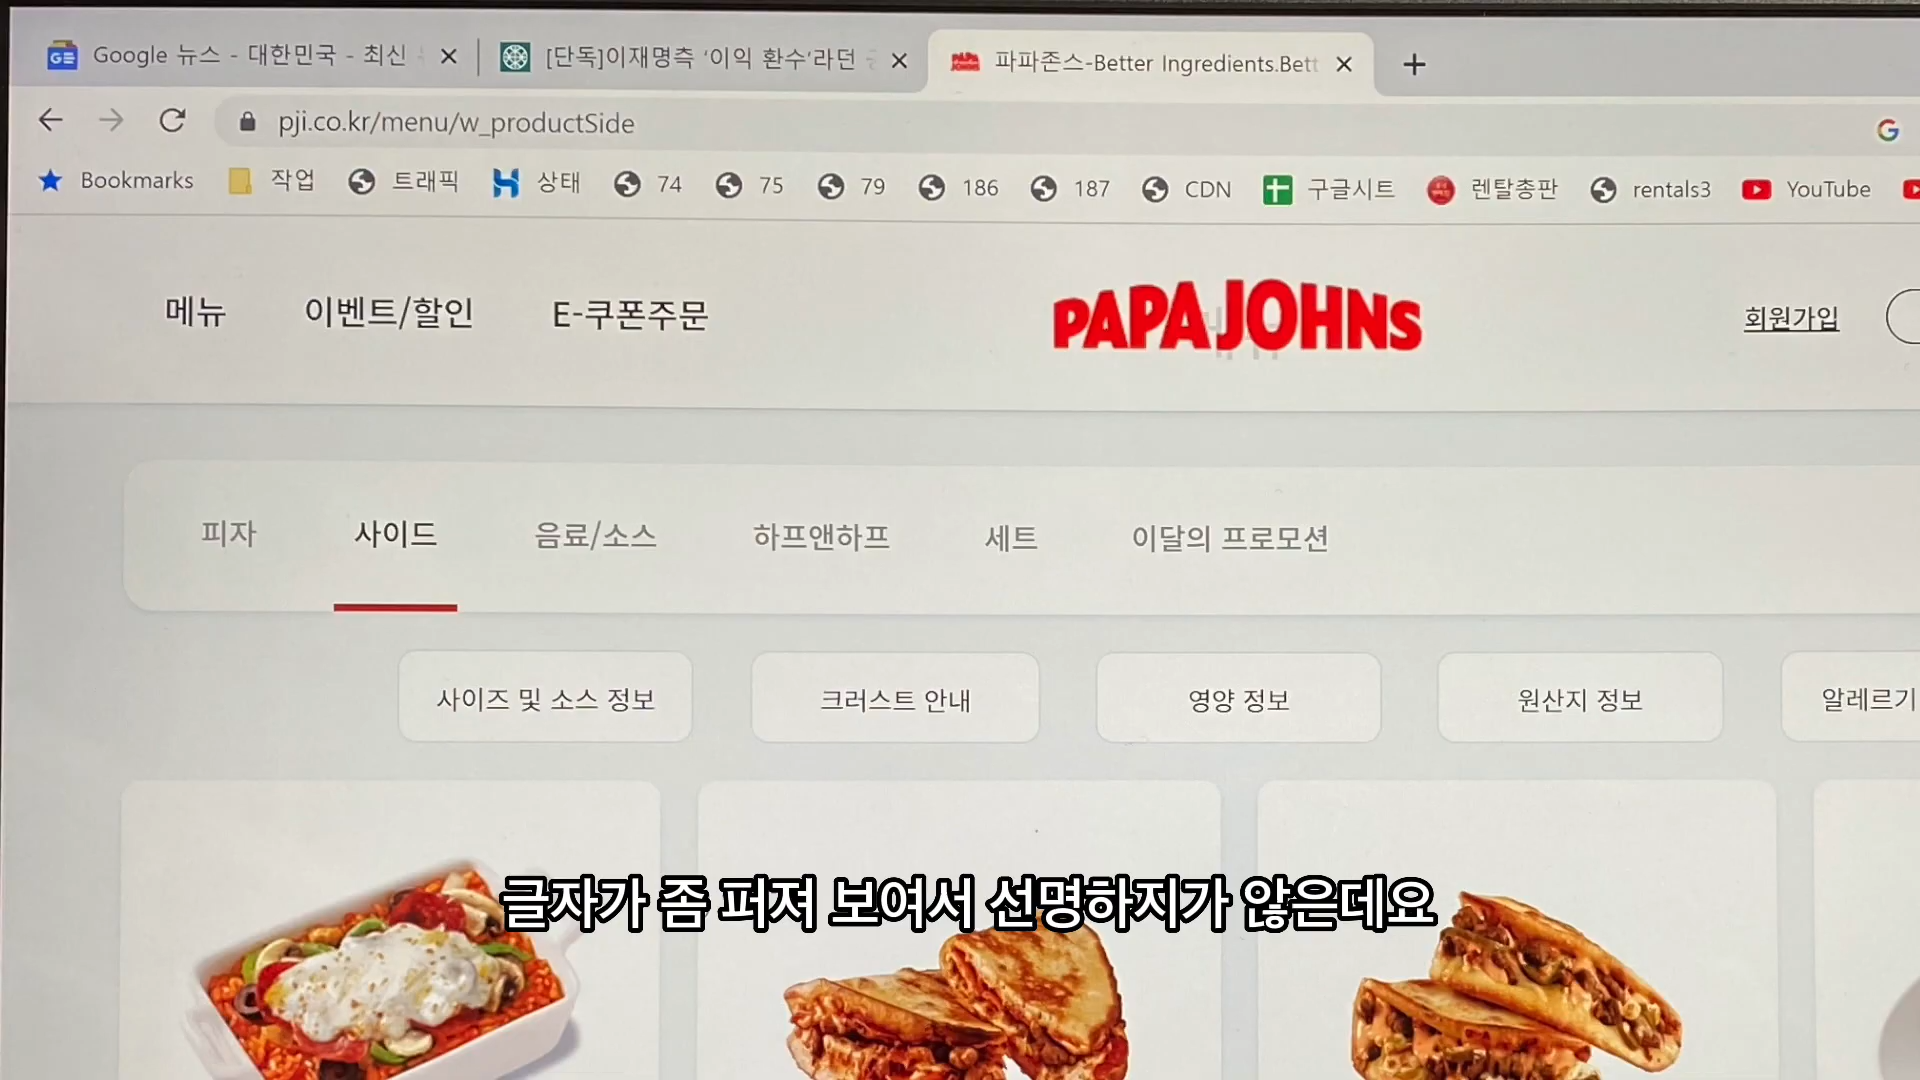 Google 뉴스 - 대한민국 - 최신
[단독]이재명측 ‘이익 환수’라던
파파존스-Better Ingredients.Bett
pji.co.kr/menu/w_productSide
Bookmarks 작업 트래픽 상태 74 75 79 186 187 CDN 구글시트 렌탈총판 rentals3 YouTube
메뉴 이벤트/할인 E-쿠폰주문 PAPA JOHNS 회원가입
피자 사이드 음료/소스 하프앤하프 세트 이달의 프로모션
사이즈 및 소스 정보 크러스트 안내 영양 정보 원산지 정보 알레르기
글자가 좀 퍼져 보여서 선명하지가 않은데요